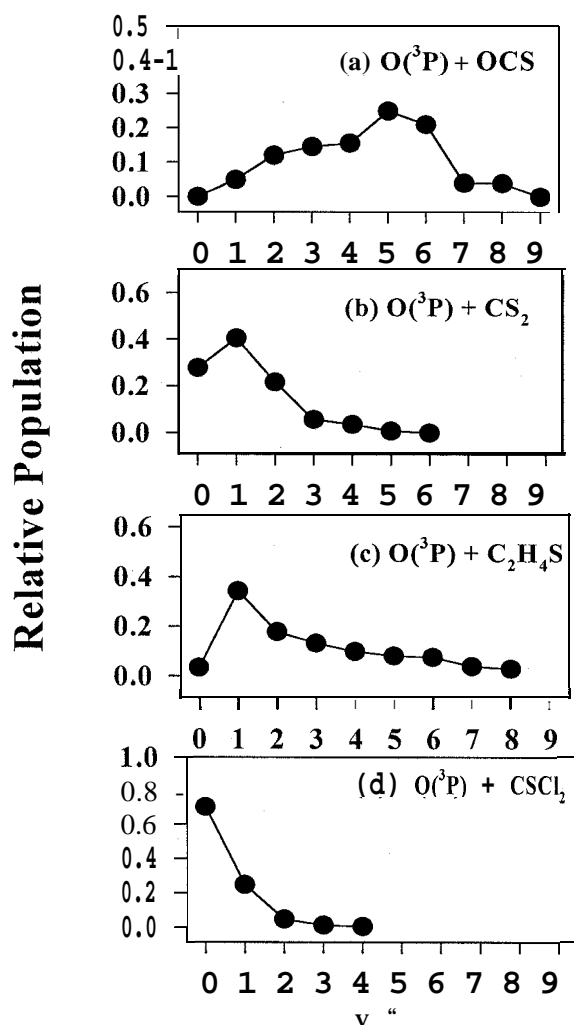 Relative Population
0.5
0.4-1
0.3
0.2
0.1
0.0
(a) O(³P) + OCS
0 1 2 3 4 5 6 7 8 9
0.6
0.4
0.2
0.0
(b) O(³P) + CS₂
0 1 2 3 4 5 6 7 8 9
0.6
0.4
0.2
0.0
(c) O(³P) + C₂H₄S
0 1 2 3 4 5 6 7 8 9
1.0
0.8
0.6
0.4
0.2
0.0
(d) O(³P) + CSCl₂
0 1 2 3 4 5 6 7 8 9
v “